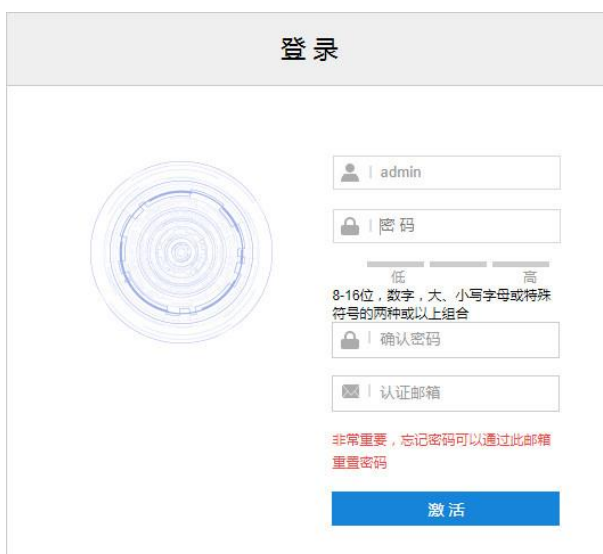 登录
admin
密码
低 高
8-16位，数字，大、小写字母或特殊
符号的两种或以上组合
确认密码
认证邮箱
非常重要，忘记密码可以通过此邮箱
重置密码
激活